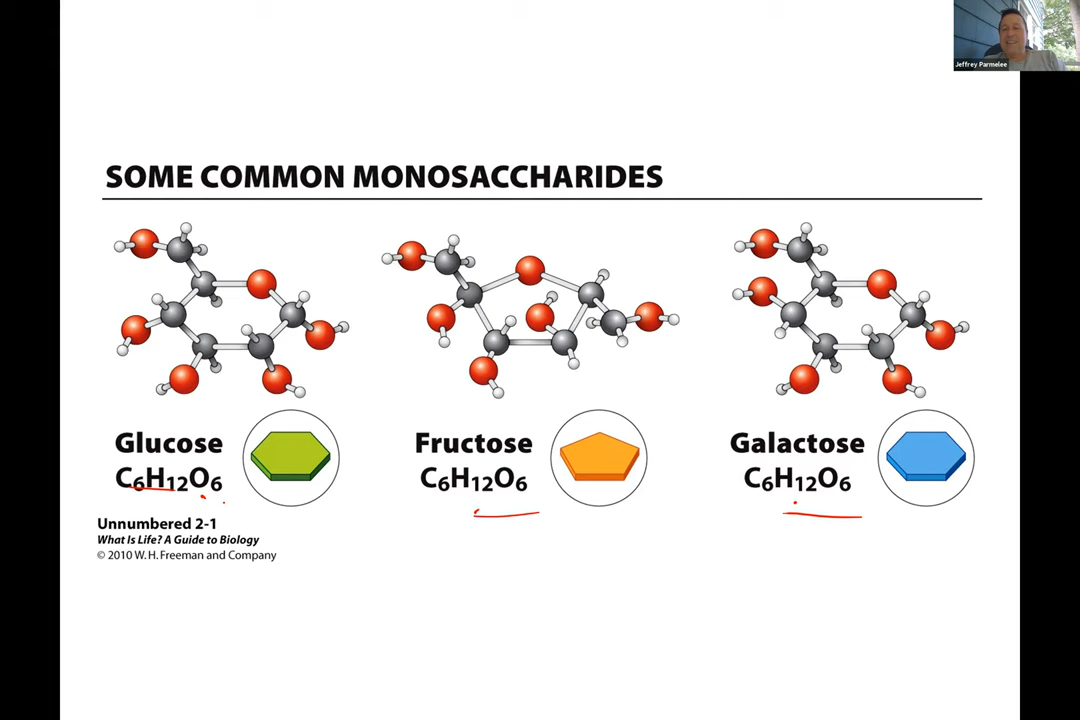 Jeffrey Parmelee
SOME COMMON MONOSACCHARIDES
Glucose
C6H12O6
Fructose
C6H12O6
Galactose
C6H12O6
Unnumbered 2-1
What Is Life? A Guide to Biology
© 2010 W. H. Freeman and Company